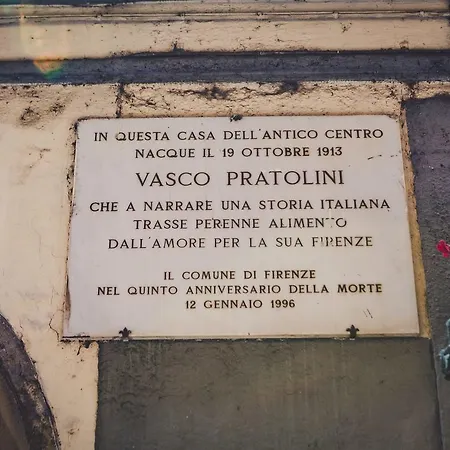 IN QUESTA CASA DELL'ANTICO CENTRO
NACQUE IL 19 OTTOBRE 1913
VASCO PRATOLINI
CHE A NARRARE UNA STORIA ITALIANA
TRASSE PERENNE ALIMENTO
DALL'AMORE PER LA SUA FIRENZE
IL COMUNE DI FIRENZE
NEL QUINTO ANNIVERSARIO DELLA MORTE
12 GENNAIO 1996